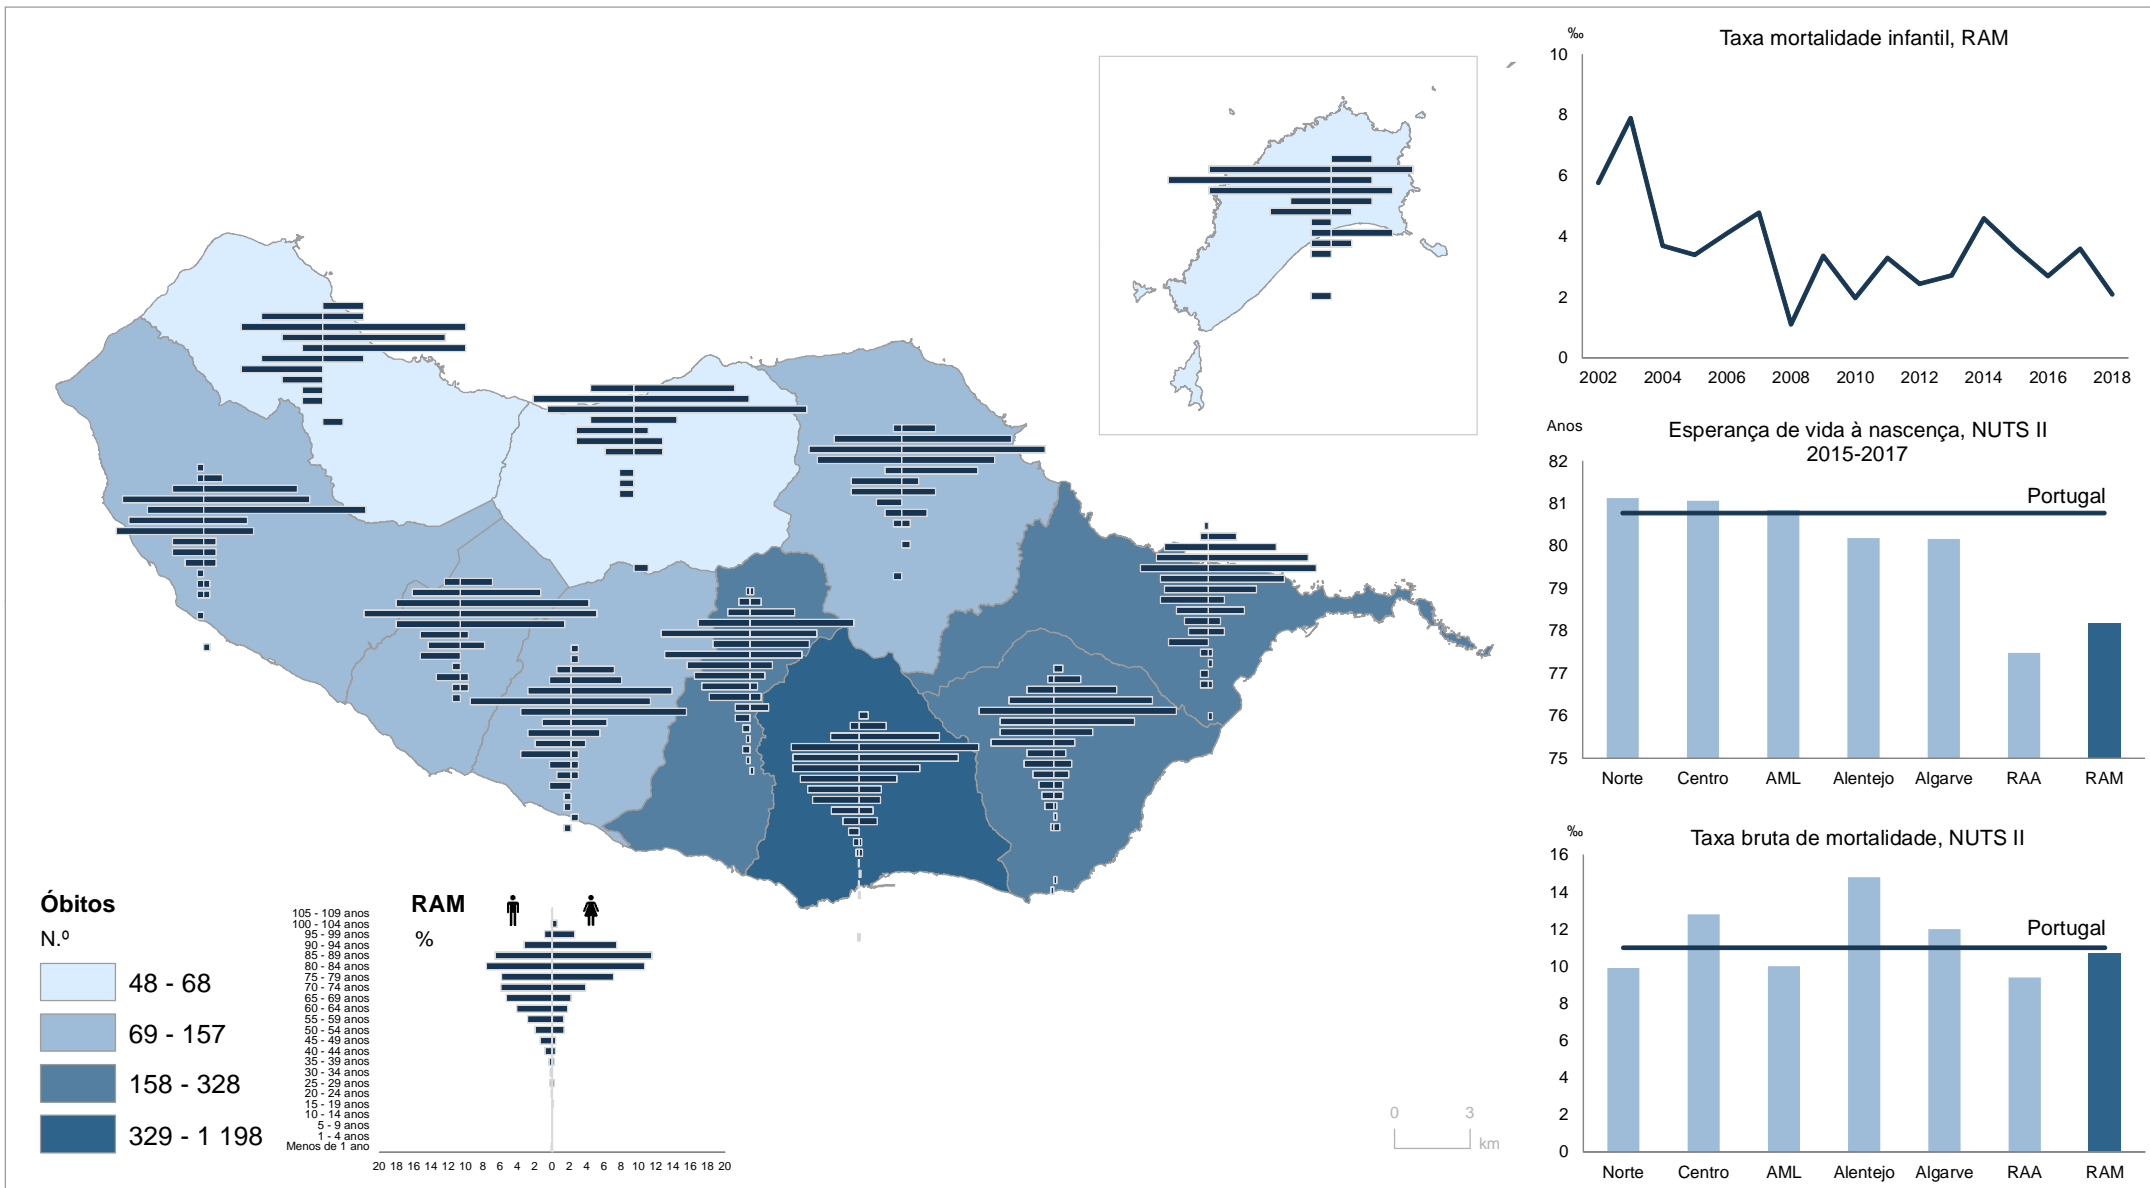 ‰
Taxa mortalidade infantil, RAM
10
8
6
4
2
0
2002 2004 2006 2008 2010 2012 2014 2016 2018
Anos
Esperança de vida à nascença, NUTS II
2015-2017
82
81
80
79
78
77
76
75
Portugal
Norte Centro AML Alentejo Algarve RAA RAM
‰
Taxa bruta de mortalidade, NUTS II
16
14
12
10
8
6
4
2
0
Portugal
Norte Centro AML Alentejo Algarve RAA RAM
Óbitos
N.º
48 - 68
69 - 157
158 - 328
329 - 1 198
RAM
%
105 - 109 anos
100 - 104 anos
95 - 99 anos
90 - 94 anos
85 - 89 anos
80 - 84 anos
75 - 79 anos
70 - 74 anos
65 - 69 anos
60 - 64 anos
55 - 59 anos
50 - 54 anos
45 - 49 anos
40 - 44 anos
35 - 39 anos
30 - 34 anos
25 - 29 anos
20 - 24 anos
15 - 19 anos
10 - 14 anos
5 - 9 anos
1 - 4 anos
Menos de 1 ano
20 18 16 14 12 10 8 6 4 2 0 2 4 6 8 10 12 14 16 18 20
0 3
km